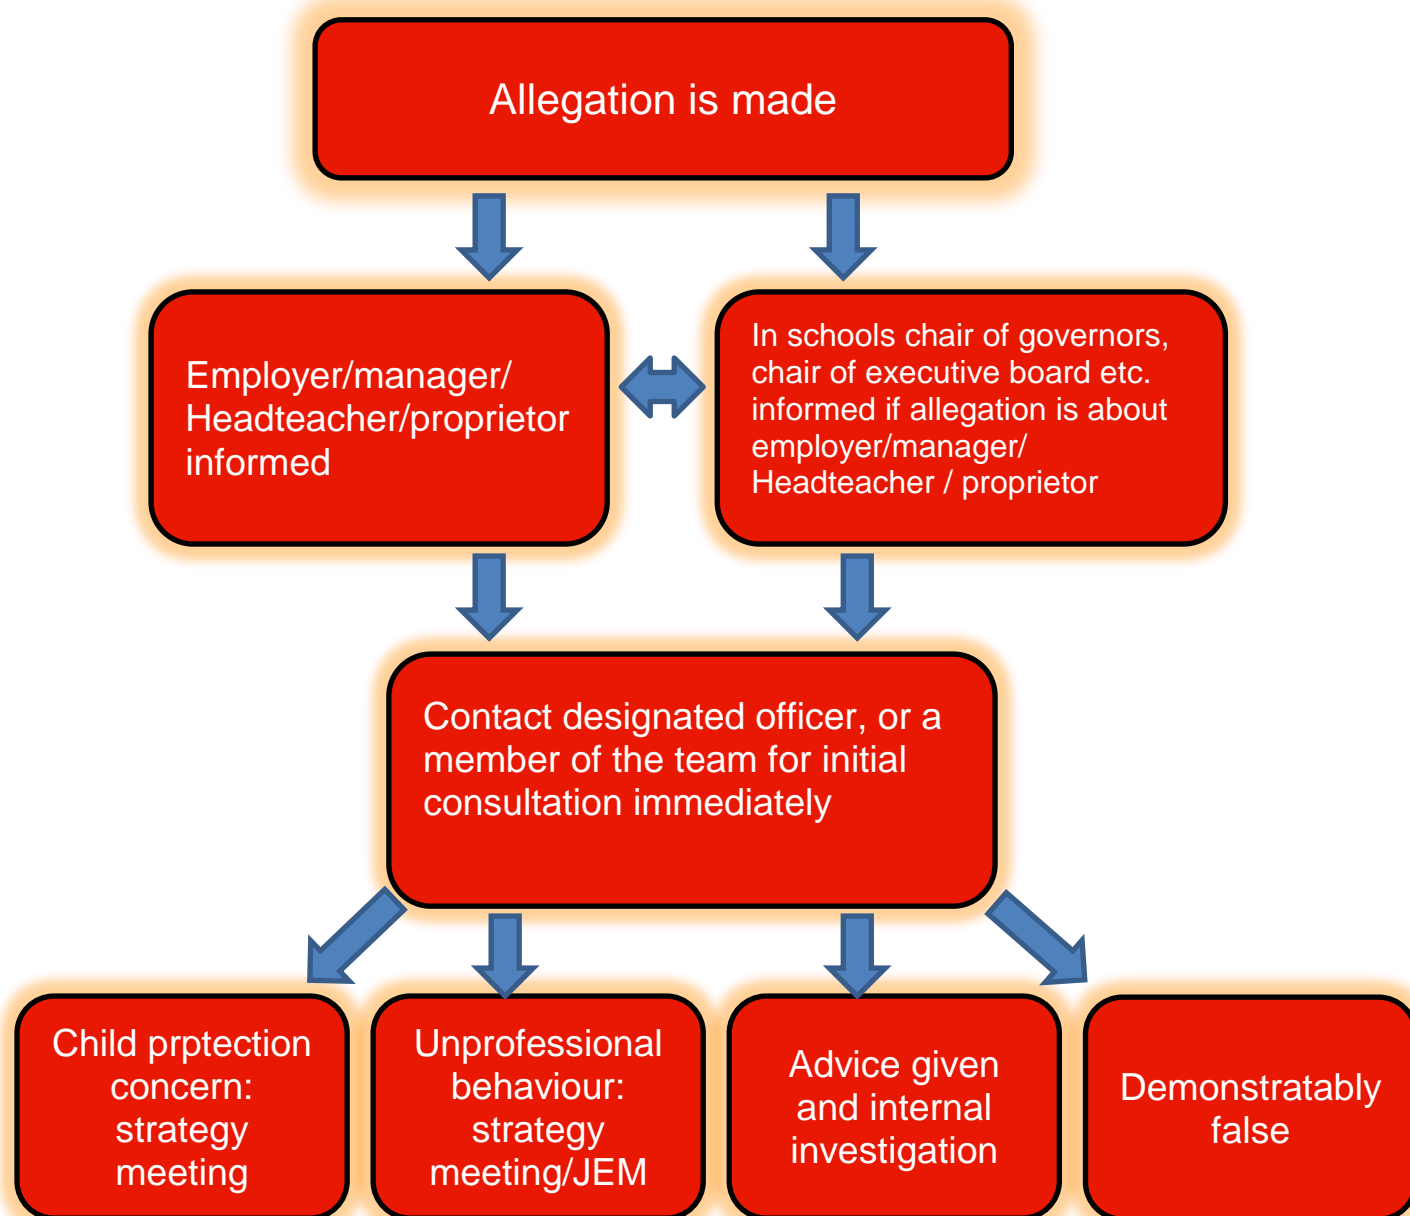 Allegation is made
Employer/manager/
Headteacher/proprietor
informed
In schools chair of governors,
chair of executive board etc.
informed if allegation is about
employer/manager/
Headteacher / proprietor
Contact designated officer, or a
member of the team for initial
consultation immediately
Child prptection
concern:
strategy
meeting
Unprofessional
behaviour:
strategy
meeting/JEM
Advice given
and internal
investigation
Demonstratably
false